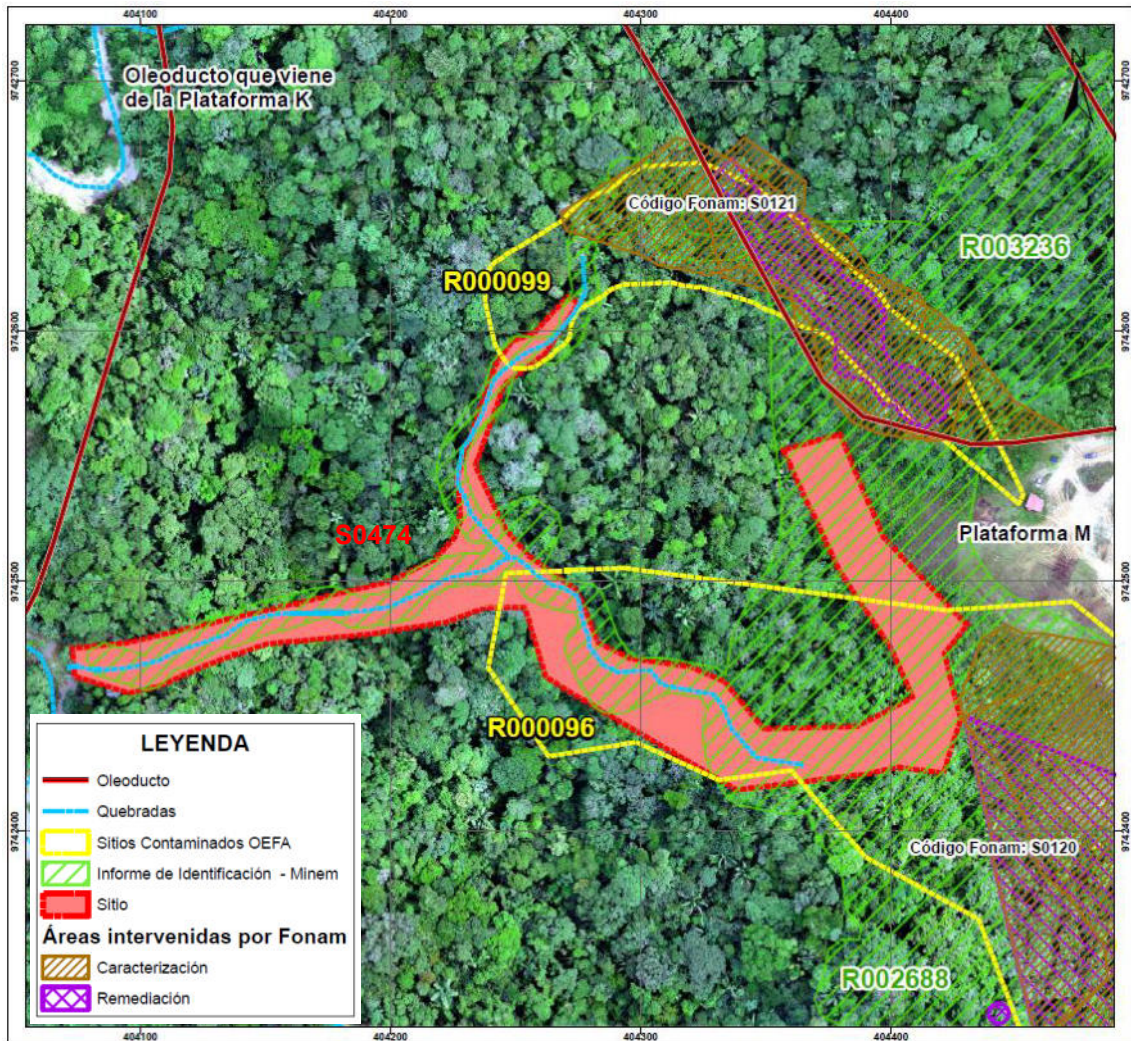 404100
404200
404300
404400
9742700
9742700
Oleoducto que viene
de la Plataforma K
N
Código Fonam: S0121
R003236
R000099
9742600
9742600
S0474
Plataforma M
9742500
9742500
R000096
9742400
9742400
Código Fonam: S0120
R002688
LEYENDA
Oleoducto
Quebradas
Sitios Contaminados OEFA
Informe de Identificación - Minem
Sitio
Áreas intervenidas por Fonam
Caracterización
Remediación
404100
404200
404300
404400